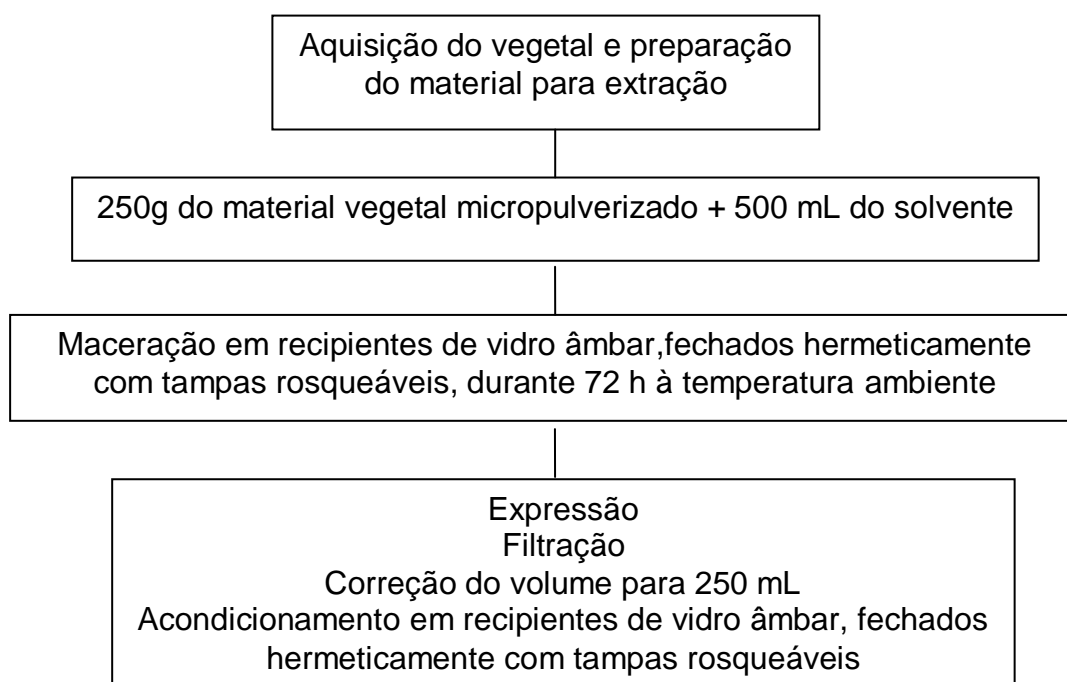 Aquisição do vegetal e preparação
do material para extração
250g do material vegetal micropulverizado + 500 mL do solvente
Maceração em recipientes de vidro âmbar,fechados hermeticamente
com tampas rosqueáveis, durante 72 h à temperatura ambiente
Expressão
Filtração
Correção do volume para 250 mL
Acondicionamento em recipientes de vidro âmbar, fechados
hermeticamente com tampas rosqueáveis